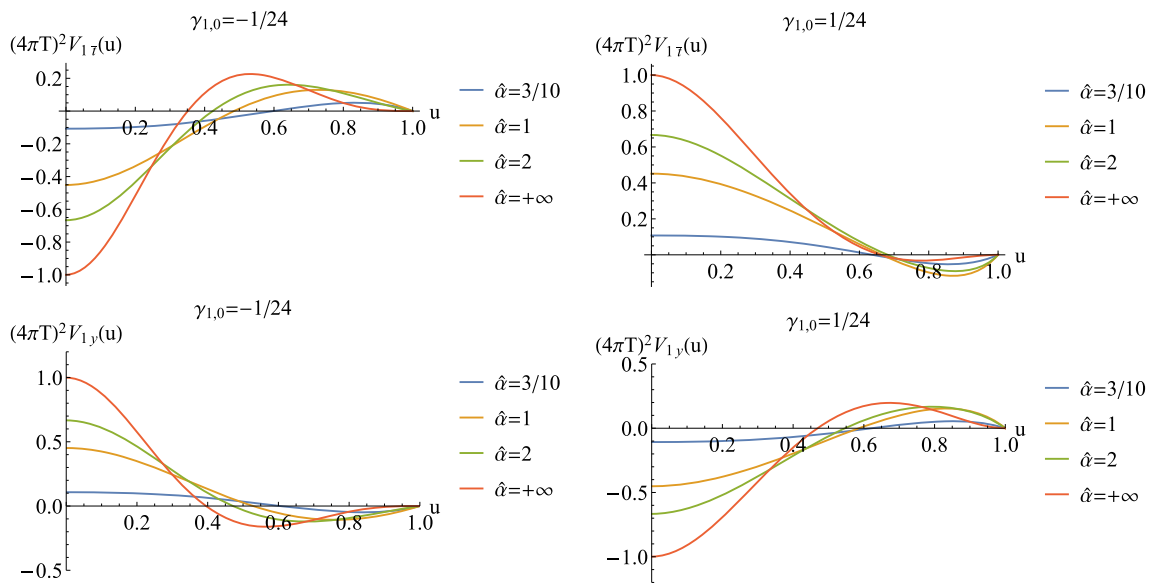 γ1,0=−1/24
(4πT)²V1 t̄(u)
0.2
−0.2
−0.4
−0.6
−0.8
−1.0
0.2 0.4 0.6 0.8 1.0
u
α̂=3/10
α̂=1
α̂=2
α̂=+∞
γ1,0=1/24
(4πT)²V1 t̄(u)
1.0
0.8
0.6
0.4
0.2
0.2 0.4 0.6 0.8 1.0
u
α̂=3/10
α̂=1
α̂=2
α̂=+∞
γ1,0=−1/24
(4πT)²V1 y(u)
1.0
0.5
0.0
−0.5
0.2 0.4 0.6 0.8 1.0
u
α̂=3/10
α̂=1
α̂=2
α̂=+∞
γ1,0=1/24
(4πT)²V1 y(u)
0.5
0.0
−0.5
−1.0
0.2 0.4 0.6 0.8 1.0
u
α̂=3/10
α̂=1
α̂=2
α̂=+∞